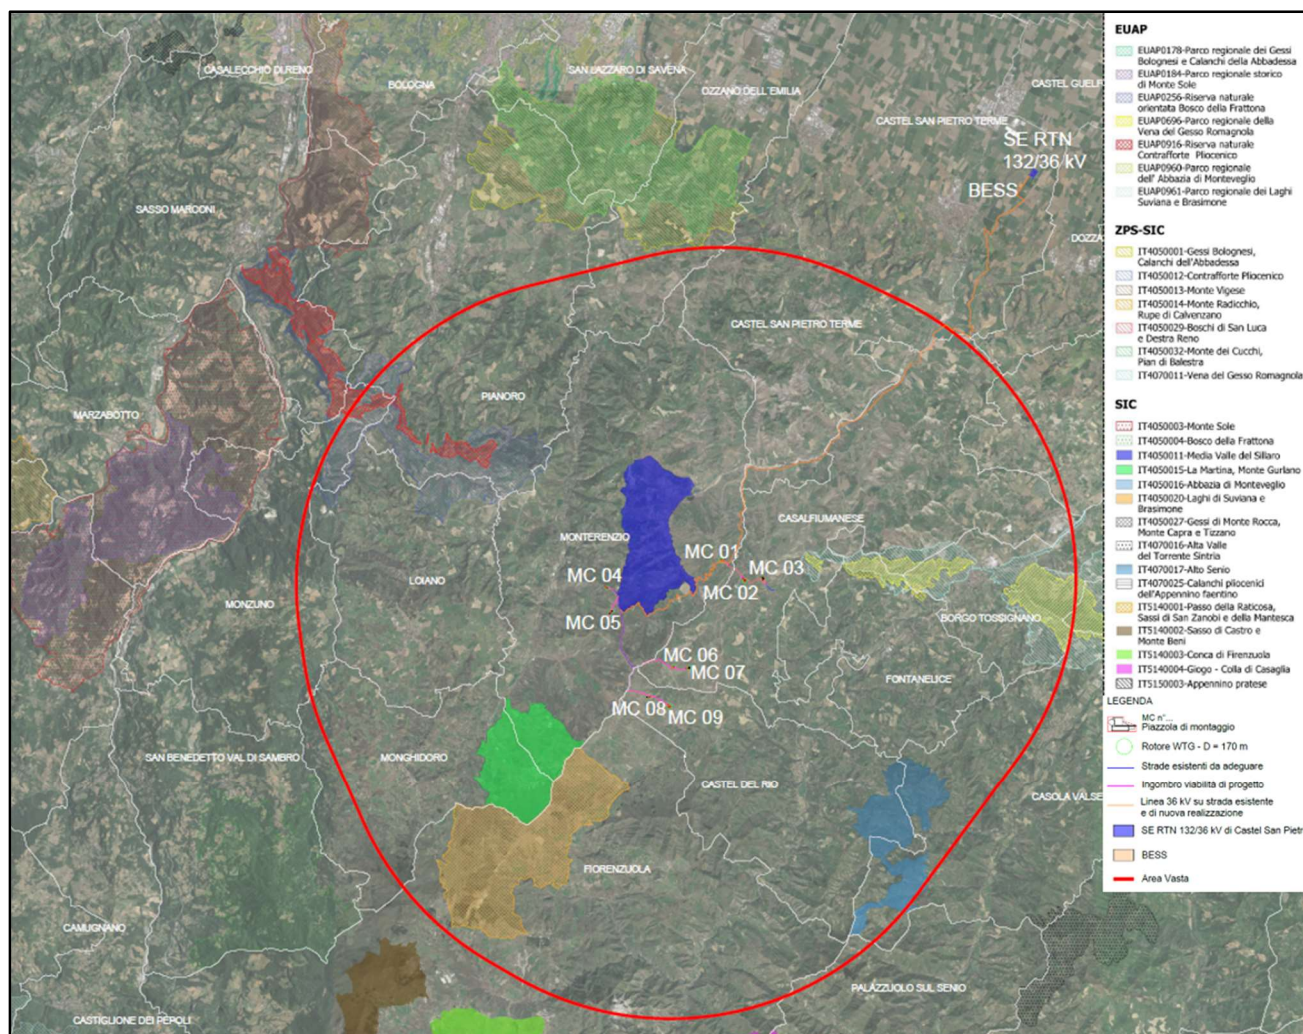 CASALECCHIO DI RENO
BOLOGNA
SAN LAZZARO DI SAVENA
OZZANO DELL'EMILIA
CASTEL GUELFO
CASTEL SAN PIETRO TERME
SE RTN
132/36 kV
BESS
SASSO MARCONI
DOZZA
CASTEL SAN PIETRO TERME
PIANORO
MARZABOTTO
CASALFIUMANESE
MONTERENZIO
MC 01
MC 03
MC 04
MC 02
LOIANO
MC 05
MONZUNO
BORGO TOSSIGNANO
MC 06
MC 07
FONTANELICE
MC 08
MC 09
SAN BENEDETTO VAL DI SAMBRO
MONGHIDORO
CASTEL DEL RIO
CASOLA VALSE
FIORENZUOLA
CAMUGNANO
PALAZZUOLO SUL SENIO
CASTIGLIONE DEI PEPOLI
EUAP
EUAP0178-Parco regionale dei Gessi
Bolognesi e Calanchi della Abbadessa
EUAP0184-Parco regionale storico
di Monte Sole
EUAP0256-Riserva naturale
orientata Bosco della Frattona
EUAP0696-Parco regionale della
Vena del Gesso Romagnola
EUAP0916-Riserva naturale
Contrafforte Pliocenico
EUAP0960-Parco regionale
dell' Abbazia di Monteveglio
EUAP0961-Parco regionale dei Laghi
Suviana e Brasimone
ZPS-SIC
IT4050001-Gessi Bolognesi,
Calanchi dell'Abbadessa
IT4050012-Contrafforte Pliocenico
IT4050013-Monte Vigese
IT4050014-Monte Radicchio,
Rupe di Calvenzano
IT4050029-Boschi di San Luca
e Destra Reno
IT4050032-Monte dei Cucchi,
Pian di Balestra
IT4070011-Vena del Gesso Romagnola
SIC
IT4050003-Monte Sole
IT4050004-Bosco della Frattona
IT4050011-Media Valle del Sillaro
IT4050015-La Martina, Monte Gurlano
IT4050016-Abbazia di Monteveglio
IT4050020-Laghi di Suviana e
Brasimone
IT4050027-Gessi di Monte Rocca,
Monte Capra e Tizzano
IT4070016-Alta Valle
del Torrente Sintria
IT4070017-Alto Senio
IT4070025-Calanchi pliocenici
dell'Appennino faentino
IT5140001-Passo della Raticosa,
Sassi di San Zanobi e della Mantesca
IT5140002-Sasso di Castro e
Monte Beni
IT5140003-Conca di Firenzuola
IT5140004-Giogo - Colla di Casaglia
IT5150003-Appennino pratese
LEGENDA
MC n°...
Piazzola di montaggio
Rotore WTG - D = 170 m
Strade esistenti da adeguare
Ingombro viabilità di progetto
Linea 36 kV su strada esistente
e di nuova realizzazione
SE RTN 132/36 kV di Castel San Pietr
BESS
Area Vasta